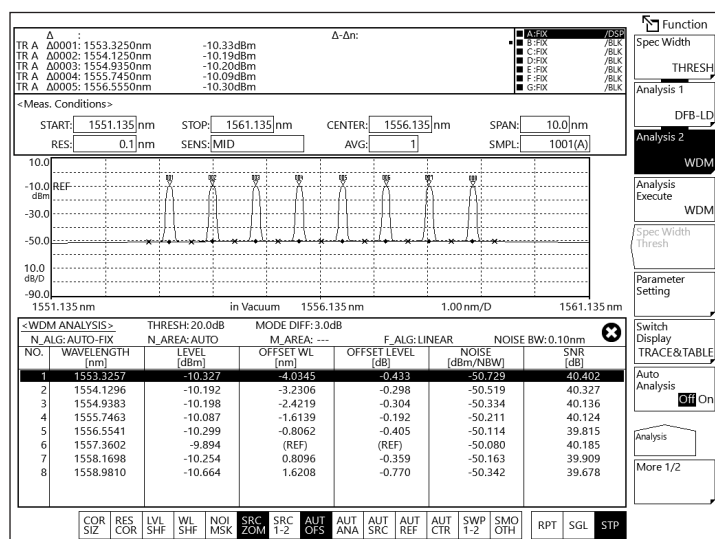 Δ : Δ-Δn:
TR A Δ0001: 1553.3250nm -10.33dBm
TR A Δ0002: 1554.1250nm -10.19dBm
TR A Δ0003: 1554.9350nm -10.20dBm
TR A Δ0004: 1555.7450nm -10.09dBm
TR A Δ0005: 1556.5550nm -10.30dBm
A:FIX /DSP
B:FIX /BLK
C:FIX /BLK
D:FIX /BLK
E:FIX /BLK
F:FIX /BLK
G:FIX /BLK
<Meas. Conditions>
START: 1551.135 nm STOP: 1561.135 nm CENTER: 1556.135 nm SPAN: 10.0 nm
RES: 0.1 nm SENS: MID AVG: 1 SMPL: 1001(A)
10.0
-10.0 REF
dBm
-30.0
-50.0
10.0
dB/D
-90.0
001 002 003 004 005 006 007 008
1551.135 nm in Vacuum 1556.135 nm 1.00 nm/D 1561.135 nm
<WDM ANALYSIS> THRESH: 20.0dB MODE DIFF: 3.0dB
N_ALG: AUTO-FIX N_AREA: AUTO M_AREA: --- F_ALG: LINEAR NOISE BW: 0.10nm
NO. WAVELENGTH LEVEL OFFSET WL OFFSET LEVEL NOISE SNR
[nm] [dBm] [nm] [dB] [dBm/NBW] [dB]
1 1553.3257 -10.327 -4.0345 -0.433 -50.729 40.402
2 1554.1296 -10.192 -3.2306 -0.298 -50.519 40.327
3 1554.9383 -10.198 -2.4219 -0.304 -50.334 40.136
4 1555.7463 -10.087 -1.6139 -0.192 -50.211 40.124
5 1556.5541 -10.299 -0.8062 -0.405 -50.114 39.815
6 1557.3602 -9.894 (REF) (REF) -50.080 40.185
7 1558.1698 -10.254 0.8096 -0.359 -50.163 39.909
8 1558.9810 -10.664 1.6208 -0.770 -50.342 39.678
COR SIZ RES COR LVL SHF WL SHF NOI MSK SRC ZOM SRC 1-2 AUT OFS AUT ANA AUT SRC AUT REF AUT CTR SWP 1-2 SMO OTH RPT SGL STP
Function
Spec Width
THRESH
Analysis 1
DFB-LD
Analysis 2
WDM
Analysis
Execute
WDM
Spec Width
Thresh
Parameter
Setting
Switch
Display
TRACE&TABLE
Auto
Analysis
Off On
Analysis
More 1/2